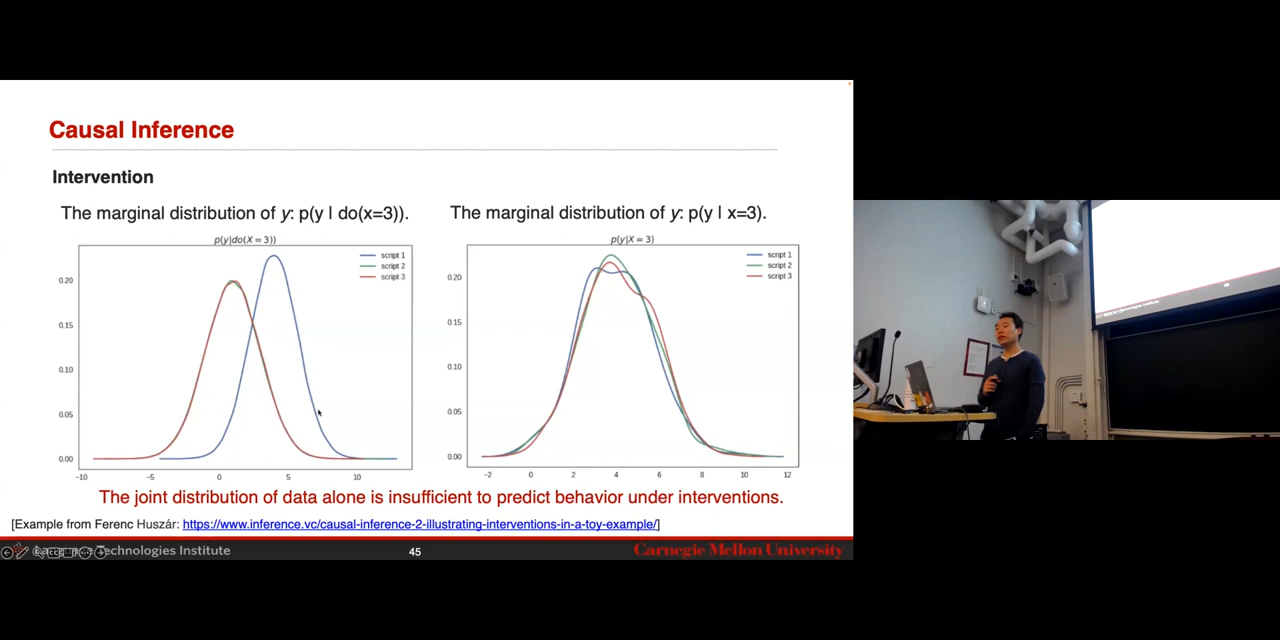 Causal Inference
Intervention
The marginal distribution of y: p(y | do(x=3)).
The marginal distribution of y: p(y | x=3).
p(y|do(X = 3))
script 1
script 2
script 3
0.20
0.15
0.10
0.05
0.00
−10
−5
0
5
10
p(y|X = 3)
script 1
script 2
script 3
0.20
0.15
0.10
0.05
0.00
−2
0
2
4
6
8
10
12
The joint distribution of data alone is insufficient to predict behavior under interventions.
[Example from Ferenc Huszár: https://www.inference.vc/causal-inference-2-illustrating-interventions-in-a-toy-example/]
Technologies Institute
45
Carnegie Mellon University